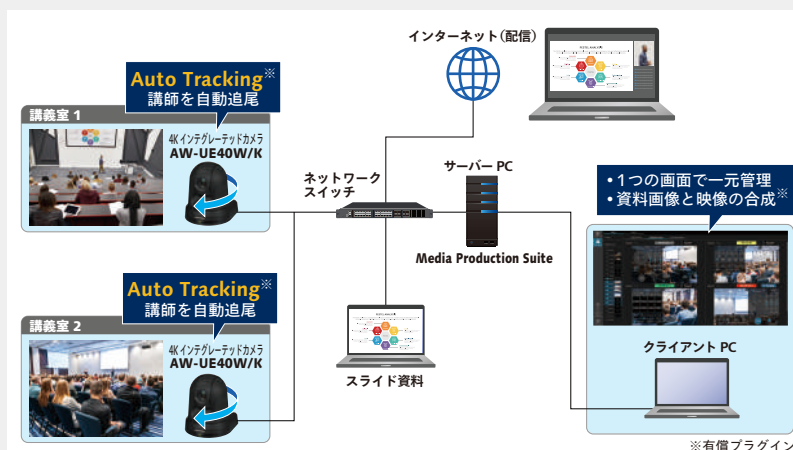 インターネット（配信）
Auto Tracking※
講師を自動追尾
講義室 1
4K インテグレーテッドカメラ
AW-UE40W/K
ネットワーク
スイッチ
サーバー PC
Media Production Suite
• 1つの画面で一元管理
• 資料画像と映像の合成※
Auto Tracking※
講師を自動追尾
講義室 2
4K インテグレーテッドカメラ
AW-UE40W/K
スライド資料
クライアント PC
※有償プラグイン